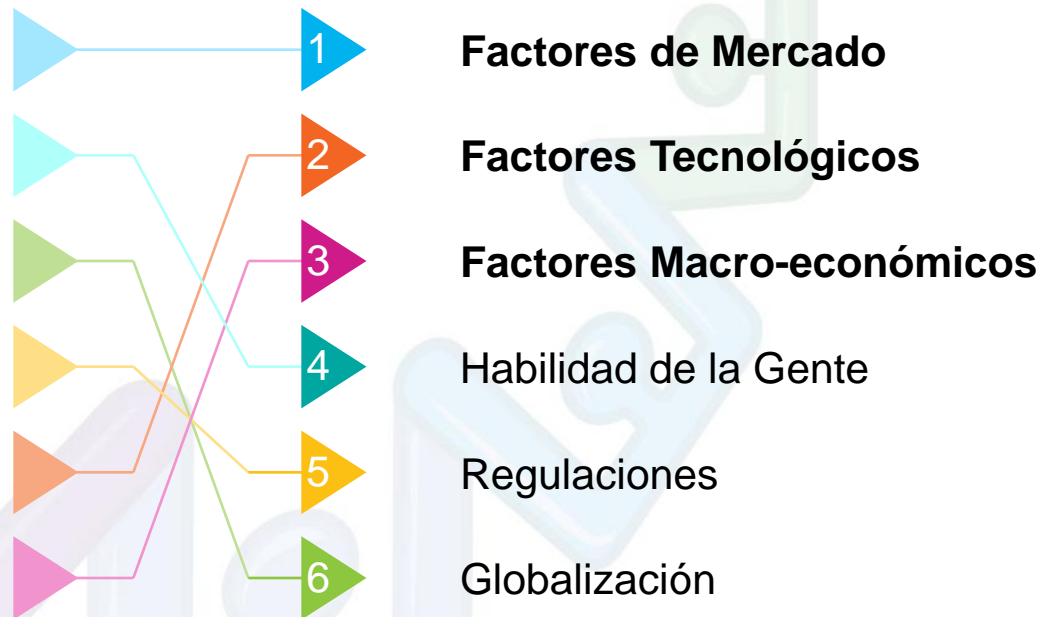 1 Factores de Mercado
2 Factores Tecnológicos
3 Factores Macro-económicos
4 Habilidad de la Gente
5 Regulaciones
6 Globalización